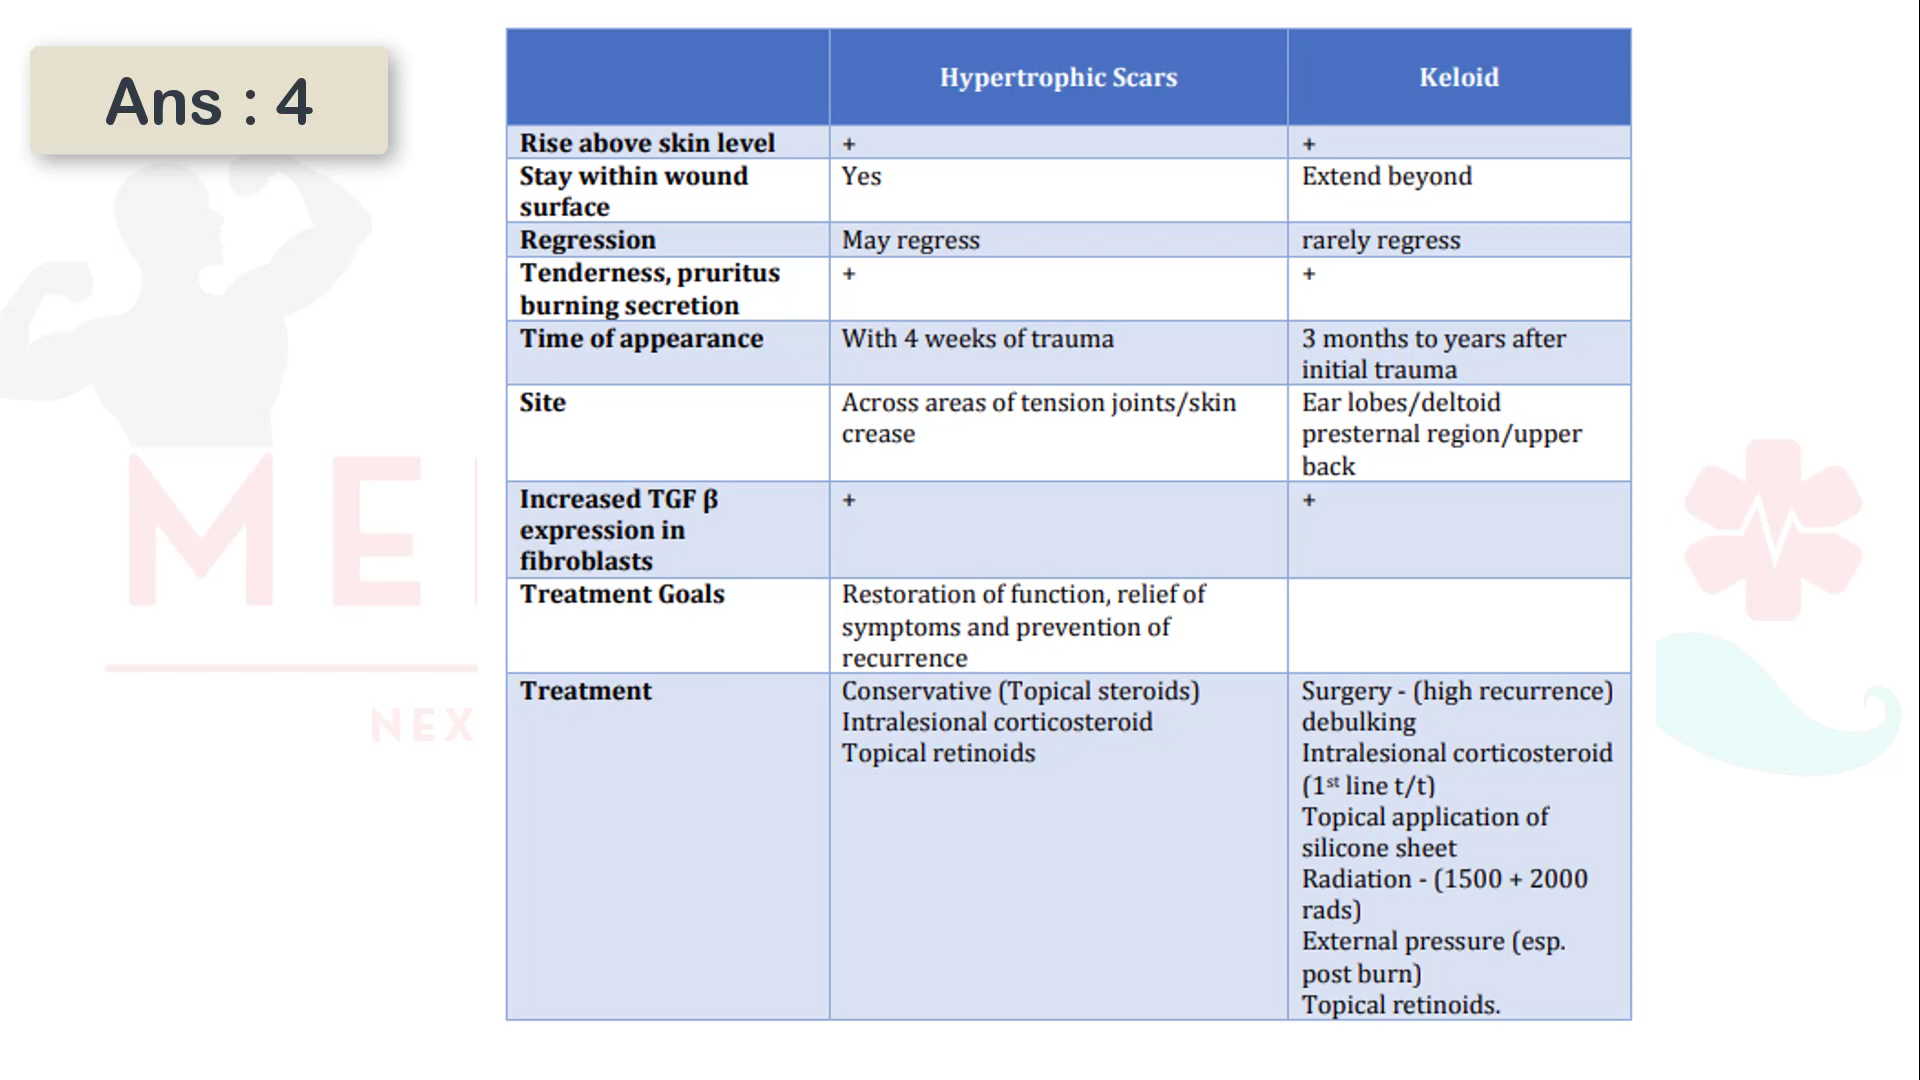 Ans : 4
Hypertrophic Scars Keloid
Rise above skin level + +
Stay within wound Yes Extend beyond
surface
Regression May regress rarely regress
Tenderness, pruritus + +
burning secretion
Time of appearance With 4 weeks of trauma 3 months to years after
initial trauma
Site Across areas of tension joints/skin Ear lobes/deltoid
crease presternal region/upper
back
Increased TGF β + +
expression in
fibroblasts
Treatment Goals Restoration of function, relief of
symptoms and prevention of
recurrence
Treatment Conservative (Topical steroids) Surgery - (high recurrence)
Intralesional corticosteroid debulking
Topical retinoids Intralesional corticosteroid
(1st line t/t)
Topical application of
silicone sheet
Radiation - (1500 + 2000
rads)
External pressure (esp.
post burn)
Topical retinoids.
ME
NEX